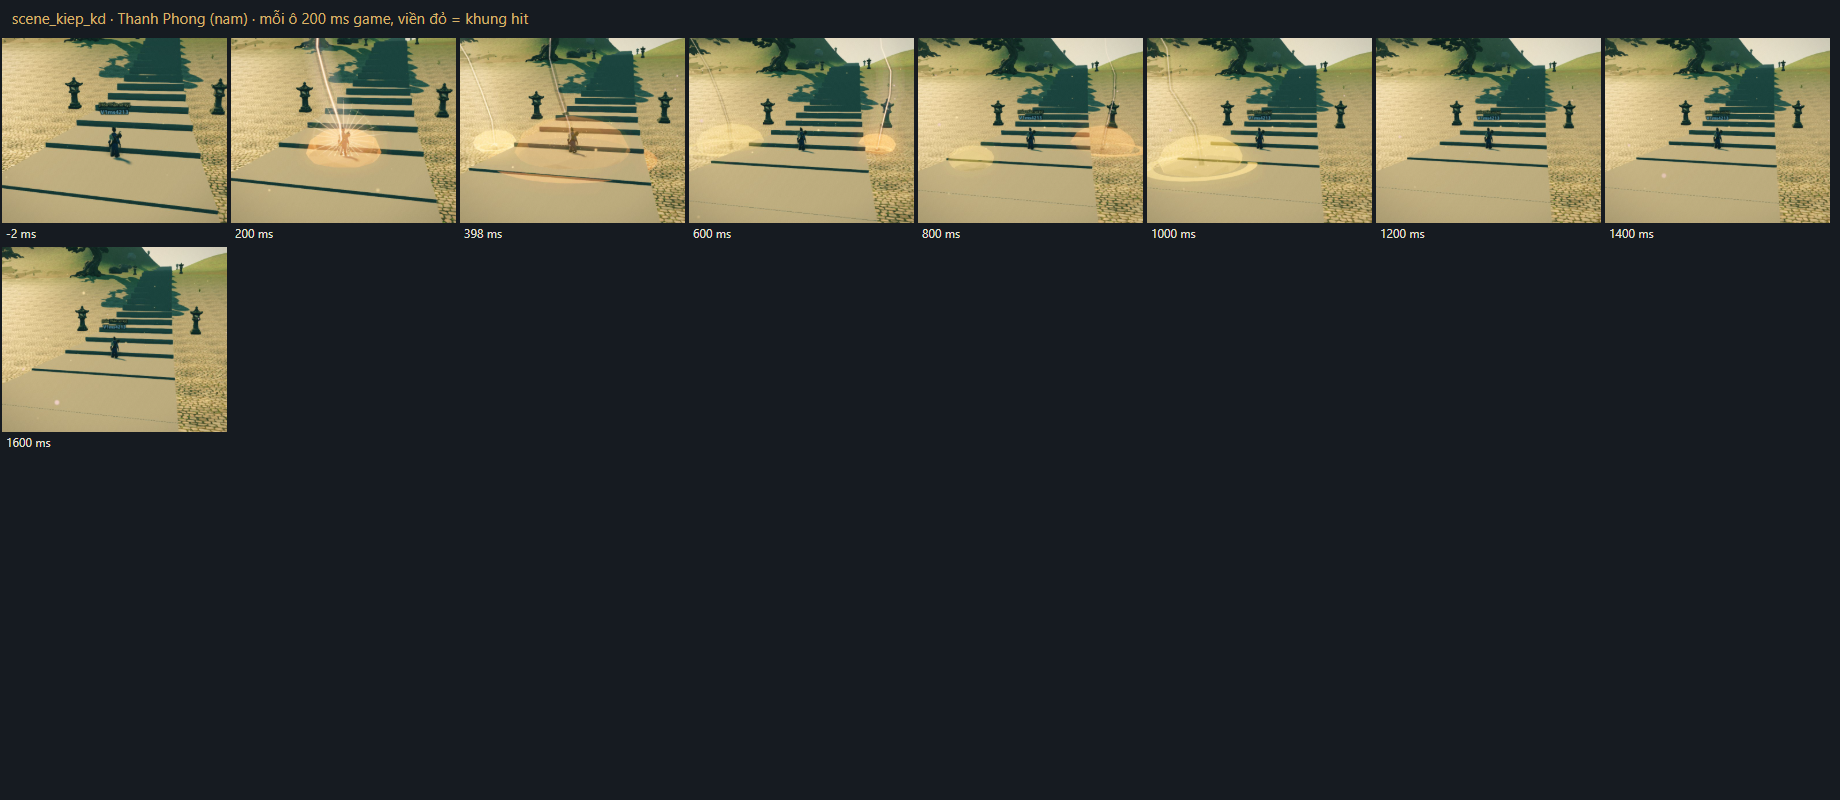 scene_kiep_kd · Thanh Phong (nam) · mỗi ô 200 ms game, viền đỏ = khung hit
-2 ms
200 ms
398 ms
600 ms
800 ms
1000 ms
1200 ms
1400 ms
1600 ms